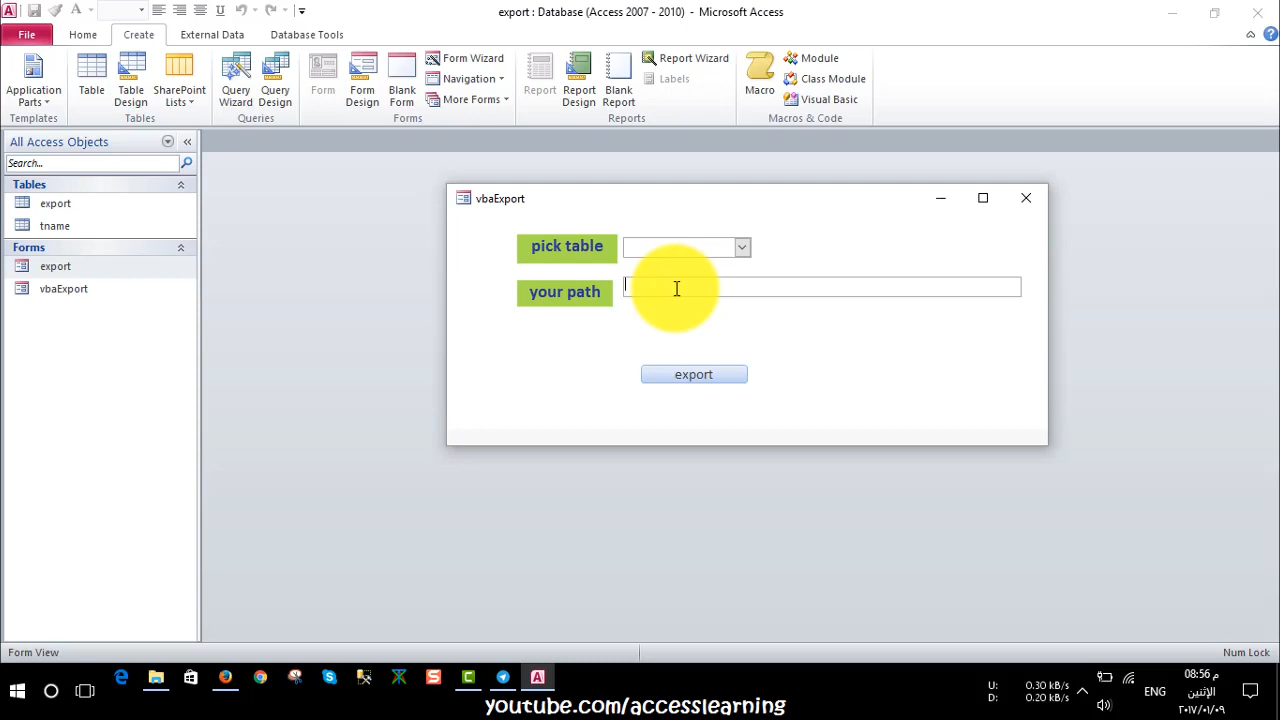 export : Database (Access 2007 - 2010) - Microsoft Access
File Home Create External Data Database Tools
Application Parts
Table
Table Design
SharePoint Lists
Query Wizard
Query Design
Form
Form Design
Blank Form
Form Wizard
Navigation
More Forms
Report
Report Design
Blank Report
Report Wizard
Labels
Macro
Module
Class Module
Visual Basic
Templates Tables Queries Forms Reports Macros & Code
All Access Objects
Search...
Tables
export
tname
Forms
export
vbaExport
vbaExport
pick table
your path
export
Form View
Num Lock
U: 0.30 kB/s
D: 0.20 kB/s
ENG
08:56 م
الإثنين
٢٠١٧/٠١/٠٩
youtube.com/accesslearning